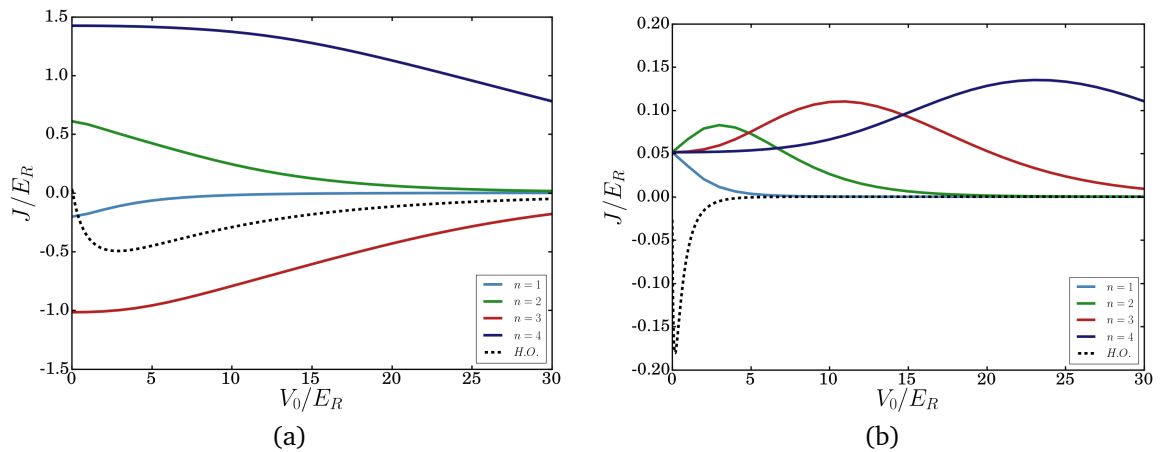 1.5
1.0
0.5
0.0
-0.5
-1.0
-1.5
J/E_R
0 5 10 15 20 25 30
V_0/E_R
n = 1
n = 2
n = 3
n = 4
H.O.
(a)
0.20
0.15
0.10
0.05
0.00
-0.05
-0.10
-0.15
-0.20
J/E_R
0 5 10 15 20 25 30
V_0/E_R
n = 1
n = 2
n = 3
n = 4
H.O.
(b)